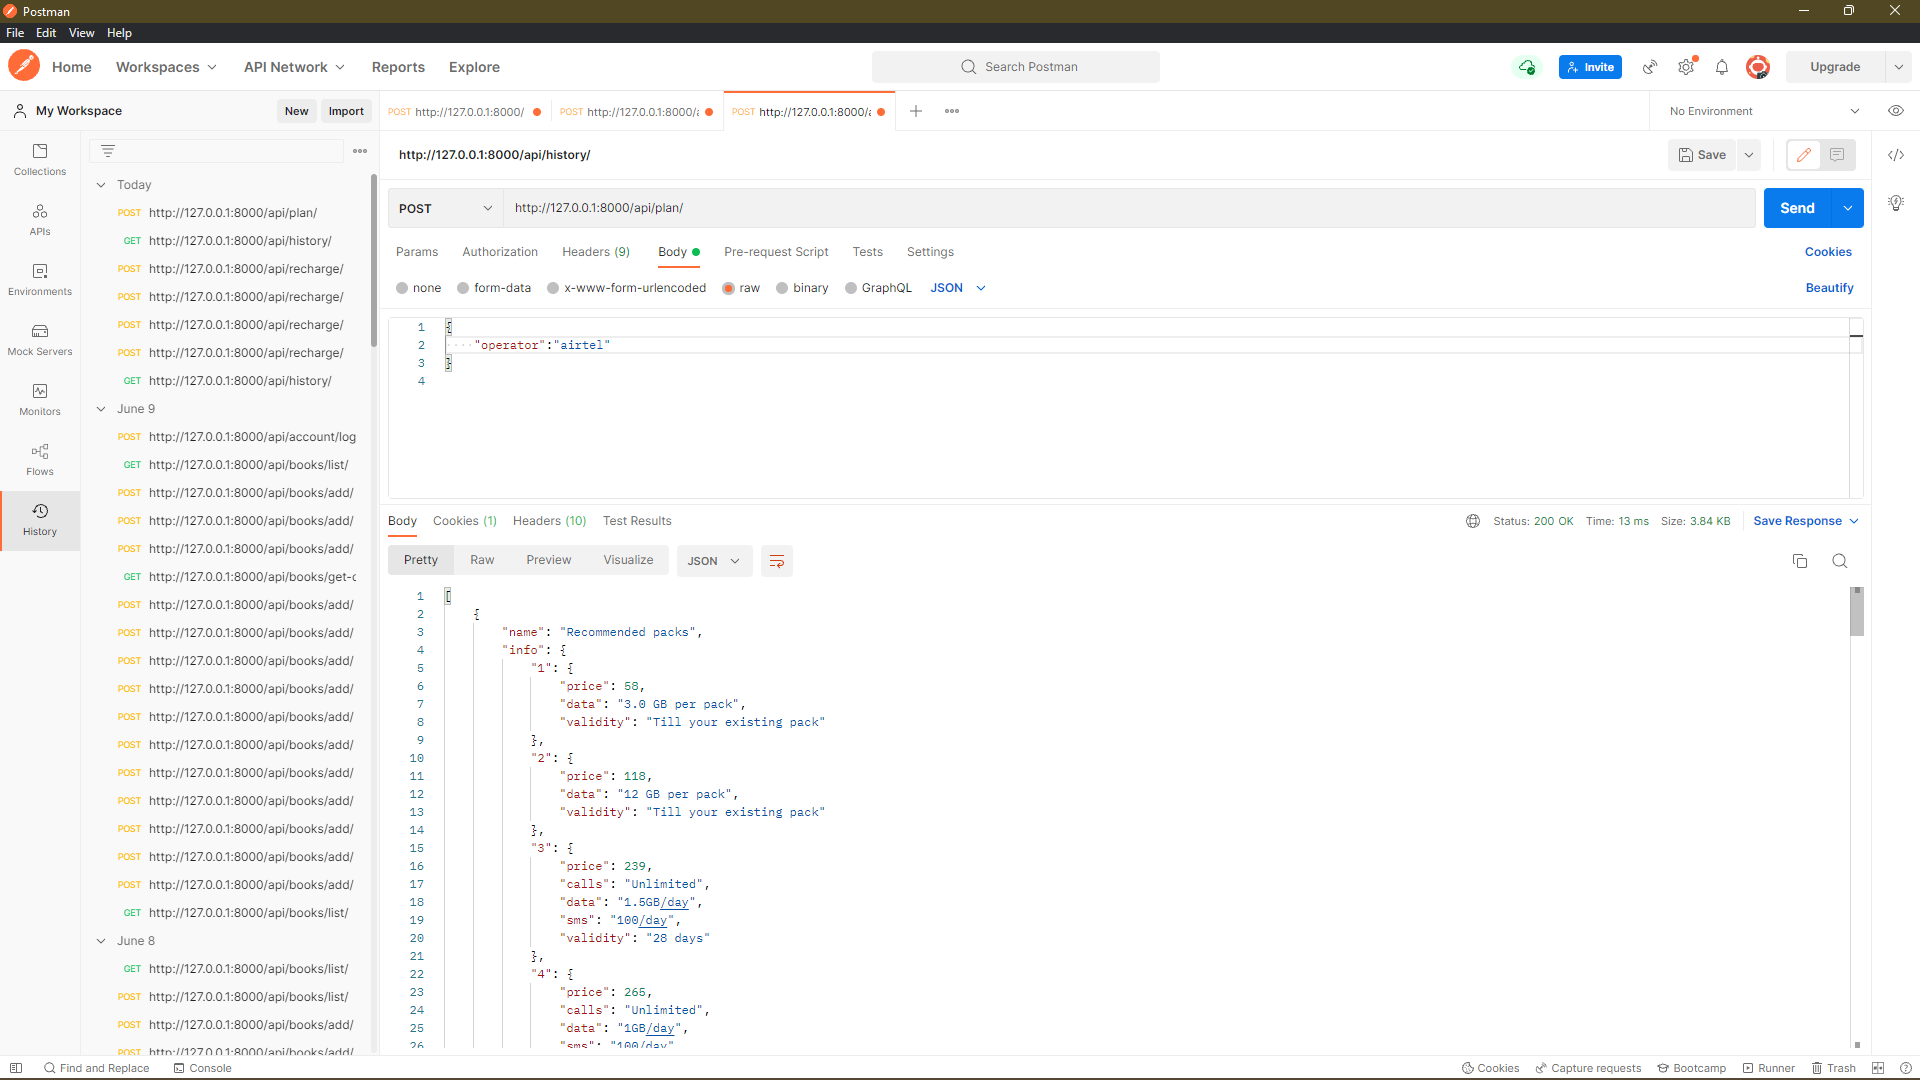 Postman
File Edit View Help
Home Workspaces API Network Reports Explore Search Postman Invite Upgrade
My Workspace New Import POST http://127.0.0.1:8000/ POST http://127.0.0.1:8000/a POST http://127.0.0.1:8000/a No Environment
Collections
APIs
Environments
Mock Servers
Monitors
Flows
History
Today
POST http://127.0.0.1:8000/api/plan/
GET http://127.0.0.1:8000/api/history/
POST http://127.0.0.1:8000/api/recharge/
POST http://127.0.0.1:8000/api/recharge/
POST http://127.0.0.1:8000/api/recharge/
POST http://127.0.0.1:8000/api/recharge/
GET http://127.0.0.1:8000/api/history/
June 9
POST http://127.0.0.1:8000/api/account/log
GET http://127.0.0.1:8000/api/books/list/
POST http://127.0.0.1:8000/api/books/add/
POST http://127.0.0.1:8000/api/books/add/
POST http://127.0.0.1:8000/api/books/add/
GET http://127.0.0.1:8000/api/books/get-c
POST http://127.0.0.1:8000/api/books/add/
POST http://127.0.0.1:8000/api/books/add/
POST http://127.0.0.1:8000/api/books/add/
POST http://127.0.0.1:8000/api/books/add/
POST http://127.0.0.1:8000/api/books/add/
POST http://127.0.0.1:8000/api/books/add/
POST http://127.0.0.1:8000/api/books/add/
POST http://127.0.0.1:8000/api/books/add/
POST http://127.0.0.1:8000/api/books/add/
POST http://127.0.0.1:8000/api/books/add/
POST http://127.0.0.1:8000/api/books/add/
GET http://127.0.0.1:8000/api/books/list/
June 8
GET http://127.0.0.1:8000/api/books/list/
POST http://127.0.0.1:8000/api/books/list/
POST http://127.0.0.1:8000/api/books/add/
POST http://127.0.0.1:8000/api/books/add/
http://127.0.0.1:8000/api/history/ Save
POST http://127.0.0.1:8000/api/plan/ Send
Params Authorization Headers (9) Body Pre-request Script Tests Settings Cookies
none form-data x-www-form-urlencoded raw binary GraphQL JSON Beautify
1 {
2 "operator":"airtel"
3 }
4
Body Cookies (1) Headers (10) Test Results Status: 200 OK Time: 13 ms Size: 3.84 KB Save Response
Pretty Raw Preview Visualize JSON
1 [
2 {
3 "name": "Recommended packs",
4 "info": {
5 "1": {
6 "price": 58,
7 "data": "3.0 GB per pack",
8 "validity": "Till your existing pack"
9 },
10 "2": {
11 "price": 118,
12 "data": "12 GB per pack",
13 "validity": "Till your existing pack"
14 },
15 "3": {
16 "price": 239,
17 "calls": "Unlimited",
18 "data": "1.5GB/day",
19 "sms": "100/day",
20 "validity": "28 days"
21 },
22 "4": {
23 "price": 265,
24 "calls": "Unlimited",
25 "data": "1GB/day",
26 "sms": "100/day"
Find and Replace Console Cookies Capture requests Bootcamp Runner Trash